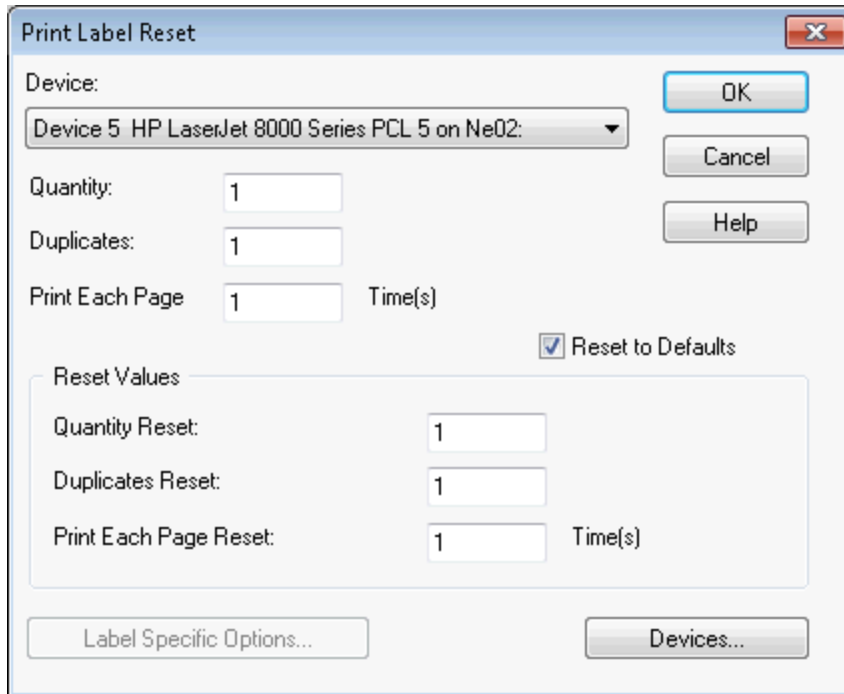 Print Label Reset
Device:
Device 5 HP LaserJet 8000 Series PCL 5 on Ne02:
OK
Cancel
Help
Quantity: 1
Duplicates: 1
Print Each Page 1 Time(s)
Reset to Defaults
Reset Values
Quantity Reset: 1
Duplicates Reset: 1
Print Each Page Reset: 1 Time(s)
Label Specific Options...
Devices...